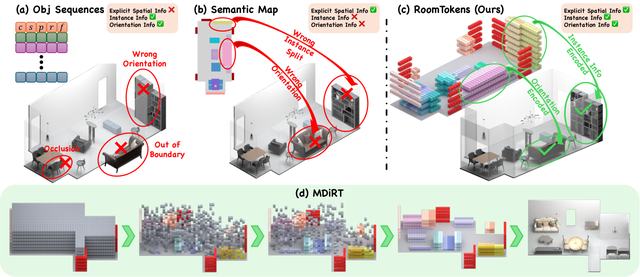 (a) Obj Sequences
Explicit Spatial Info ❌
Instance Info ✅
Orientation Info ✅
c s p r f
Wrong
Orientation
Occlusion
Out of
Boundary
(b) Semantic Map
Explicit Spatial Info ✅
Instance Info ❌
Orientation Info ❌
Wrong
Instance
Split
Wrong
Orientation
(c) RoomTokens (Ours)
Explicit Spatial Info ✅
Instance Info ✅
Orientation Info ✅
Instance Info
Encoded
Orientation
Encoded
(d) MDiRT